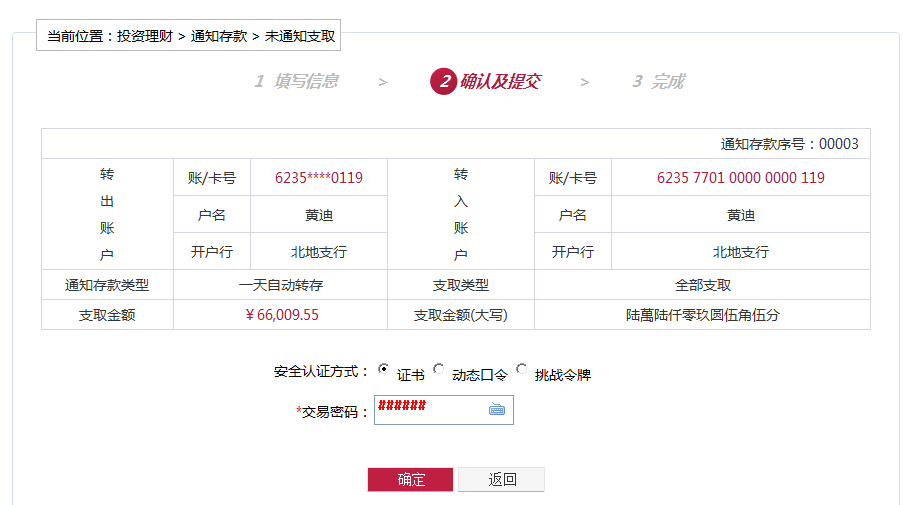 当前位置：投资理财 > 通知存款 > 未通知支取
1 填写信息 > 2 确认及提交 > 3 完成
通知存款序号：00003
转出账户 账/卡号 6235****0119 转入账户 账/卡号 6235 7701 0000 0000 119
户名 黄迪 户名 黄迪
开户行 北地支行 开户行 北地支行
通知存款类型 一天自动转存 支取类型 全部支取
支取金额 ¥ 66,009.55 支取金额(大写) 陆萬陆仟零玖圆伍角伍分
安全认证方式： 证书 动态口令 挑战令牌
*交易密码： ######
确定 返回